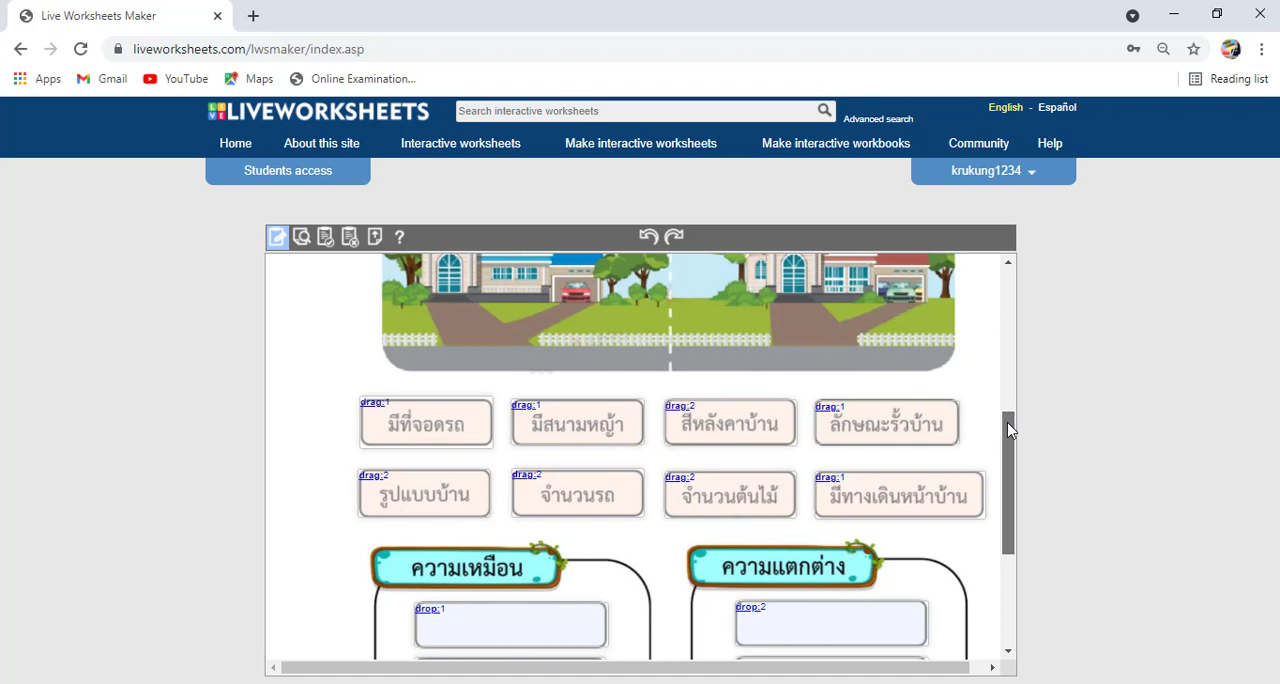 Live Worksheets Maker
liveworksheets.com/lwsmaker/index.asp
Apps Gmail YouTube Maps Online Examination... Reading list
LIVEWORKSHEETS Search interactive worksheets Advanced search English - Español
Home About this site Interactive worksheets Make interactive worksheets Make interactive workbooks Community Help
Students access krukung1234
?
drag:1 drag:1 drag:2 drag:1
มีที่จอดรถ มีสนามหญ้า สีหลังคาบ้าน ลักษณะรั้วบ้าน
drag:2 drag:2 drag:2 drag:1
รูปแบบบ้าน จำนวนรถ จำนวนต้นไม้ มีทางเดินหน้าบ้าน
ความเหมือน ความแตกต่าง
drop:1 drop:2